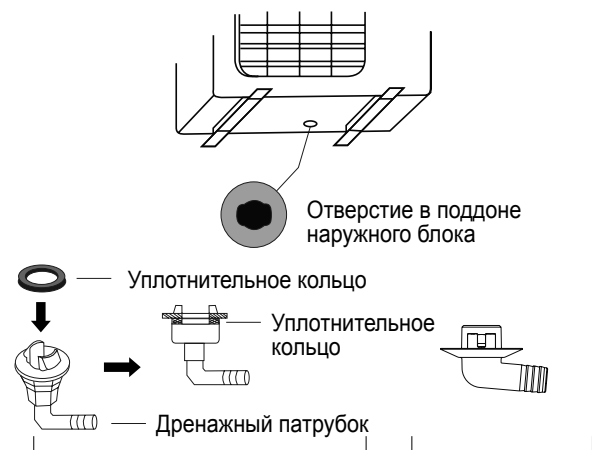 Отверстие в поддоне
наружного блока
Уплотнительное кольцо
Уплотнительное
кольцо
Дренажный патрубок